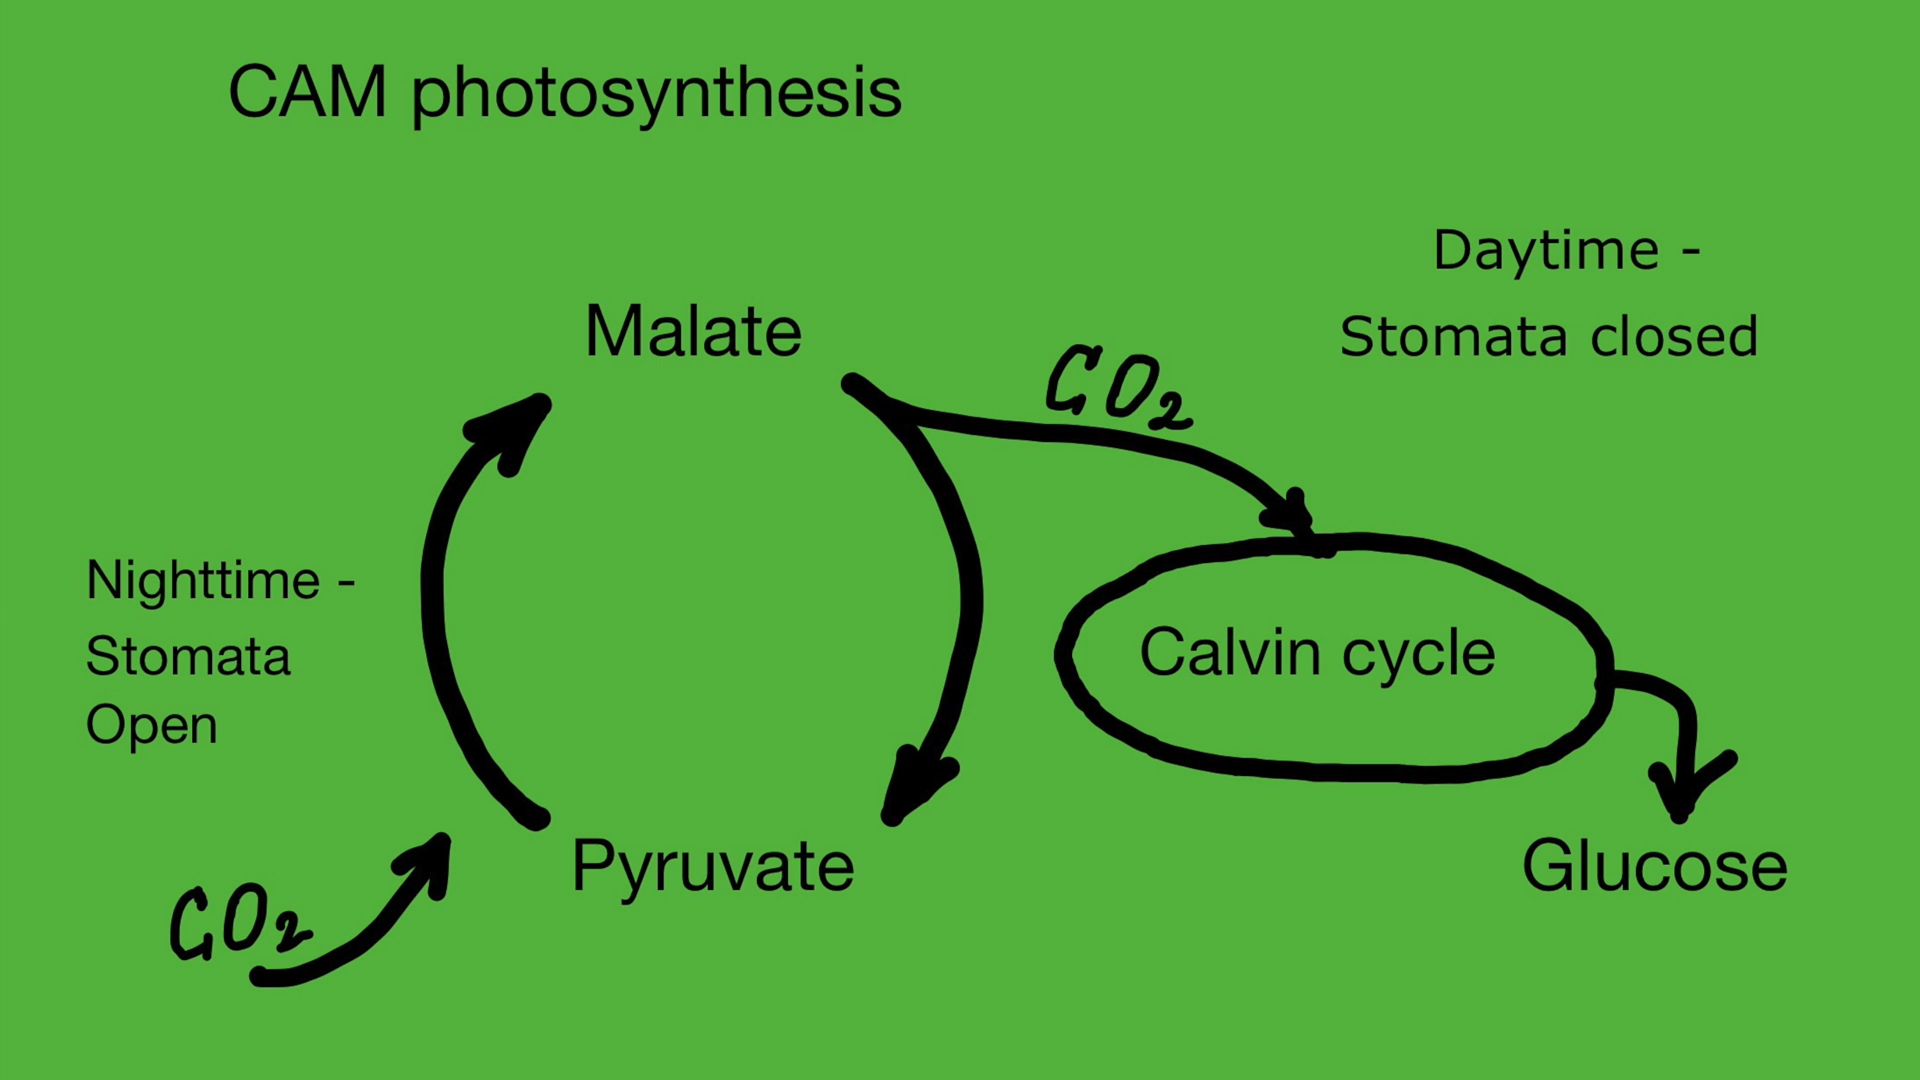 CAM photosynthesis
Daytime -
Stomata closed
Malate
CO₂
Nighttime -
Stomata
Open
Calvin cycle
Pyruvate
Glucose
CO₂